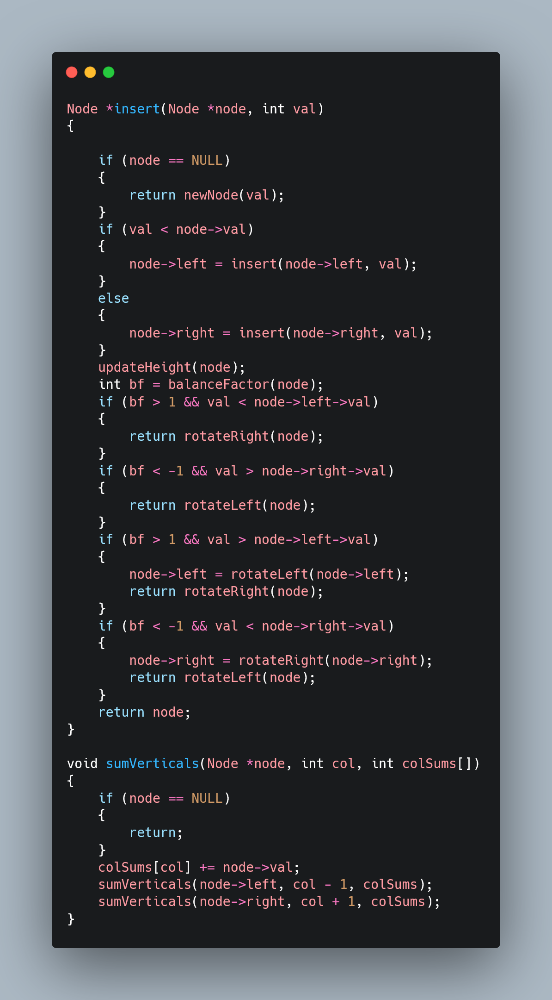 Node *insert(Node *node, int val)
{

    if (node == NULL)
    {
        return newNode(val);
    }
    if (val < node->val)
    {
        node->left = insert(node->left, val);
    }
    else
    {
        node->right = insert(node->right, val);
    }
    updateHeight(node);
    int bf = balanceFactor(node);
    if (bf > 1 && val < node->left->val)
    {
        return rotateRight(node);
    }
    if (bf < -1 && val > node->right->val)
    {
        return rotateLeft(node);
    }
    if (bf > 1 && val > node->left->val)
    {
        node->left = rotateLeft(node->left);
        return rotateRight(node);
    }
    if (bf < -1 && val < node->right->val)
    {
        node->right = rotateRight(node->right);
        return rotateLeft(node);
    }
    return node;
}

void sumVerticals(Node *node, int col, int colSums[])
{
    if (node == NULL)
    {
        return;
    }
    colSums[col] += node->val;
    sumVerticals(node->left, col - 1, colSums);
    sumVerticals(node->right, col + 1, colSums);
}